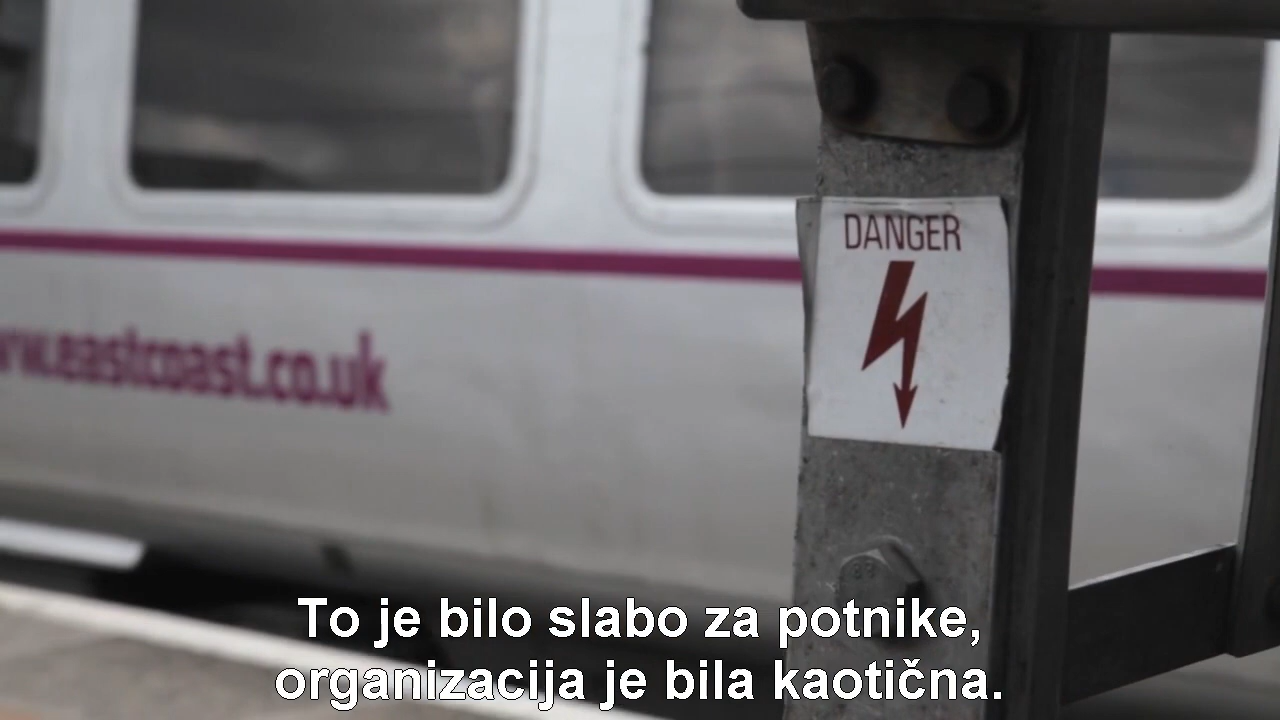 DANGER
www.eastcoast.co.uk
To je bilo slabo za potnike,
organizacija je bila kaotična.